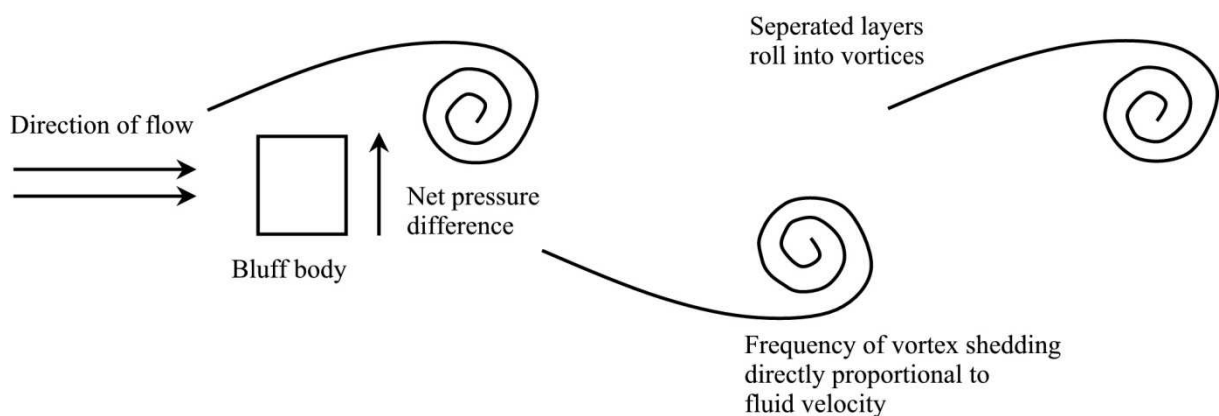 Seperated layers
roll into vortices
Direction of flow
Net pressure
difference
Bluff body
Frequency of vortex shedding
directly proportional to
fluid velocity